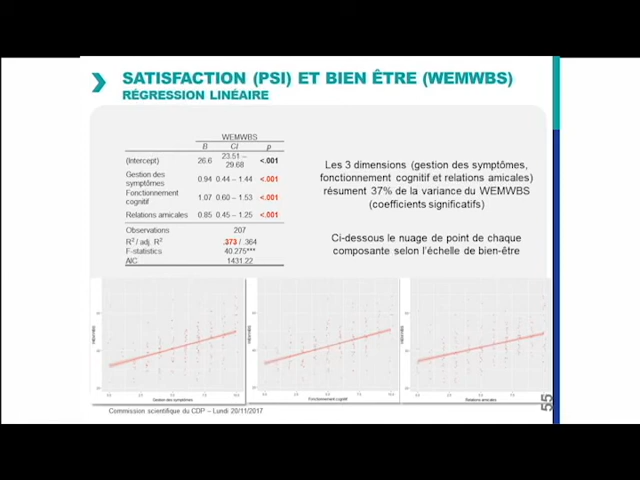 SATISFACTION (PSI) ET BIEN ÊTRE (WEMWBS)
RÉGRESSION LINÉAIRE
WEMWBS
B CI p
(Intercept) 26.6 23.51 – 29.68 <.001
Gestion des symptômes 0.94 0.44 – 1.44 <.001
Fonctionnement cognitif 1.07 0.60 – 1.53 <.001
Relations amicales 0.85 0.45 – 1.25 <.001
Observations 207
R2 / adj. R2 .373 / .364
F-statistics 40.275***
AIC 1431.22
Les 3 dimensions (gestion des symptômes,
fonctionnement cognitif et relations amicales)
résument 37% de la variance du WEMWBS
(coefficients significatifs)
Ci-dessous le nuage de point de chaque
composante selon l'échelle de bien-être
Gestion des symptômes
Fonctionnement cognitif
Relations amicales
Commission scientifique du CDP – Lundi 20/11/2017
55